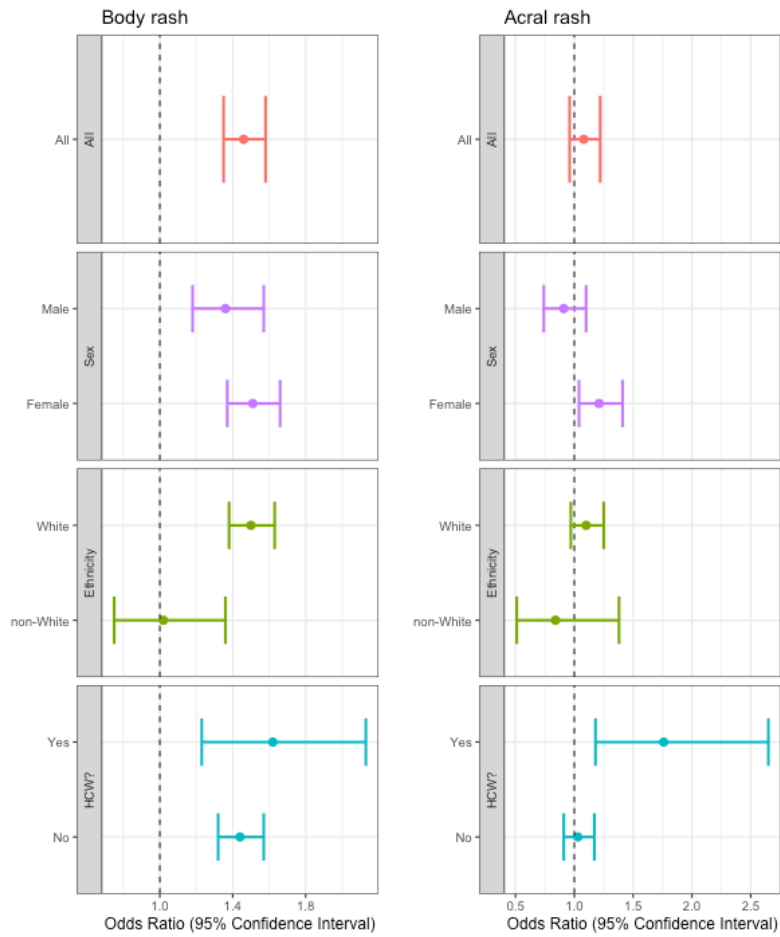 Body rash
All
All
Male
Female
Sex
White
non-White
Ethnicity
Yes
No
HCW?
1.0 1.4 1.8
Odds Ratio (95% Confidence Interval)
Acral rash
All
All
Male
Female
Sex
White
non-White
Ethnicity
Yes
No
HCW?
0.5 1.0 1.5 2.0 2.5
Odds Ratio (95% Confidence Interval)